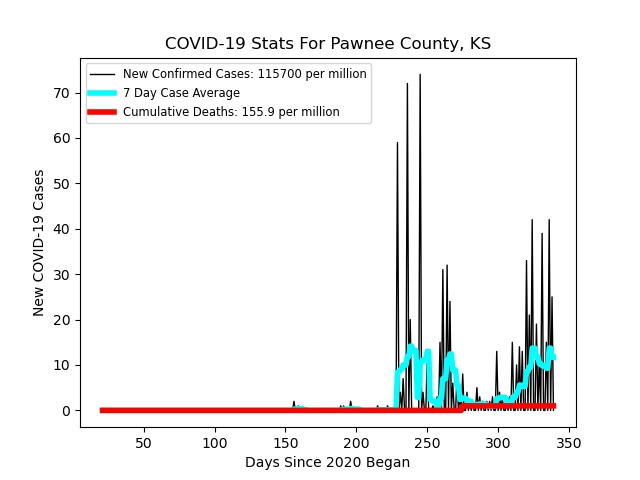 COVID-19 Stats For Pawnee County, KS
New Confirmed Cases: 115700 per million
7 Day Case Average
Cumulative Deaths: 155.9 per million
New COVID-19 Cases
70
60
50
40
30
20
10
0
50 100 150 200 250 300 350
Days Since 2020 Began